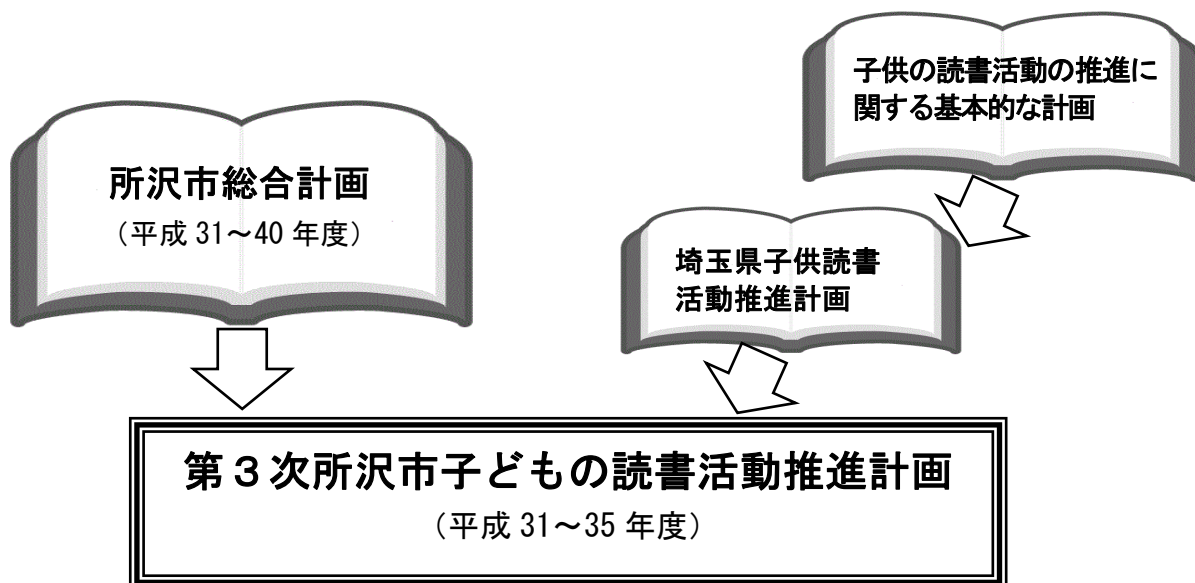 子供の読書活動の推進に
関する基本的な計画
所沢市総合計画
（平成 31～40 年度）
埼玉県子供読書
活動推進計画
第３次所沢市子どもの読書活動推進計画
（平成 31～35 年度）